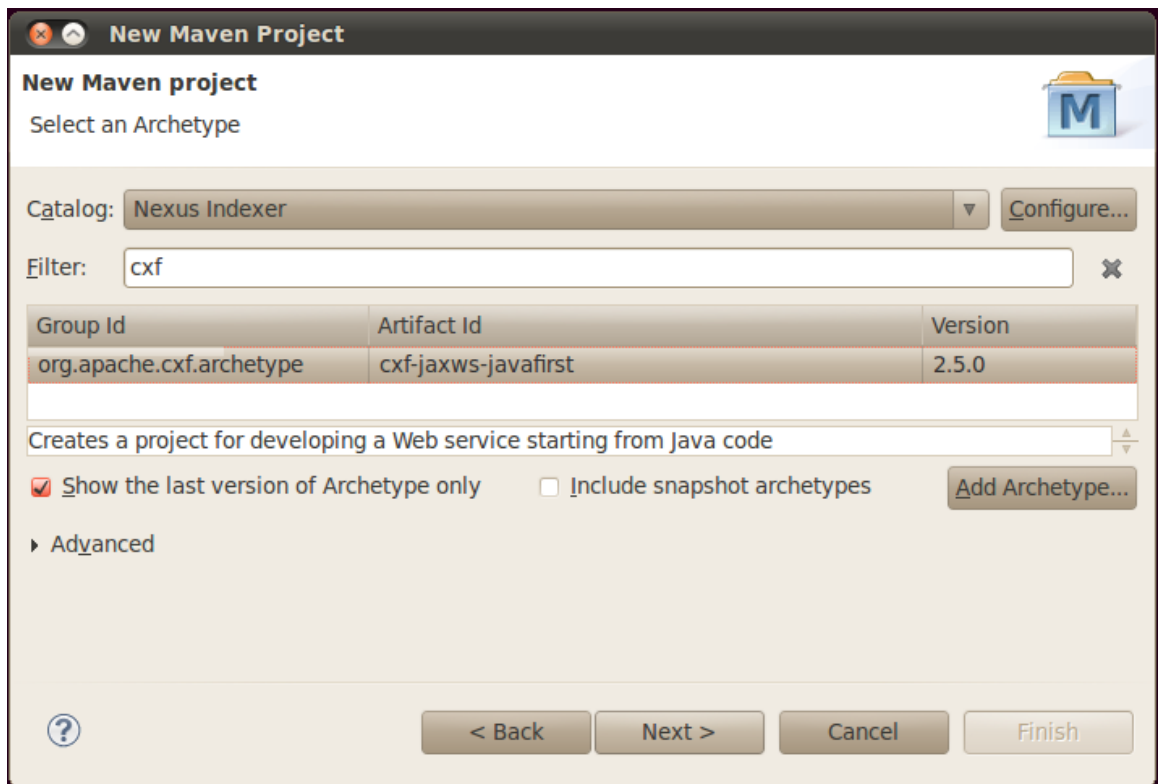 New Maven Project
New Maven project
Select an Archetype
M
Catalog: Nexus Indexer Configure...
Filter: cxf
Group Id Artifact Id Version
org.apache.cxf.archetype cxf-jaxws-javafirst 2.5.0
Creates a project for developing a Web service starting from Java code
Show the last version of Archetype only Include snapshot archetypes Add Archetype...
Advanced
? < Back Next > Cancel Finish